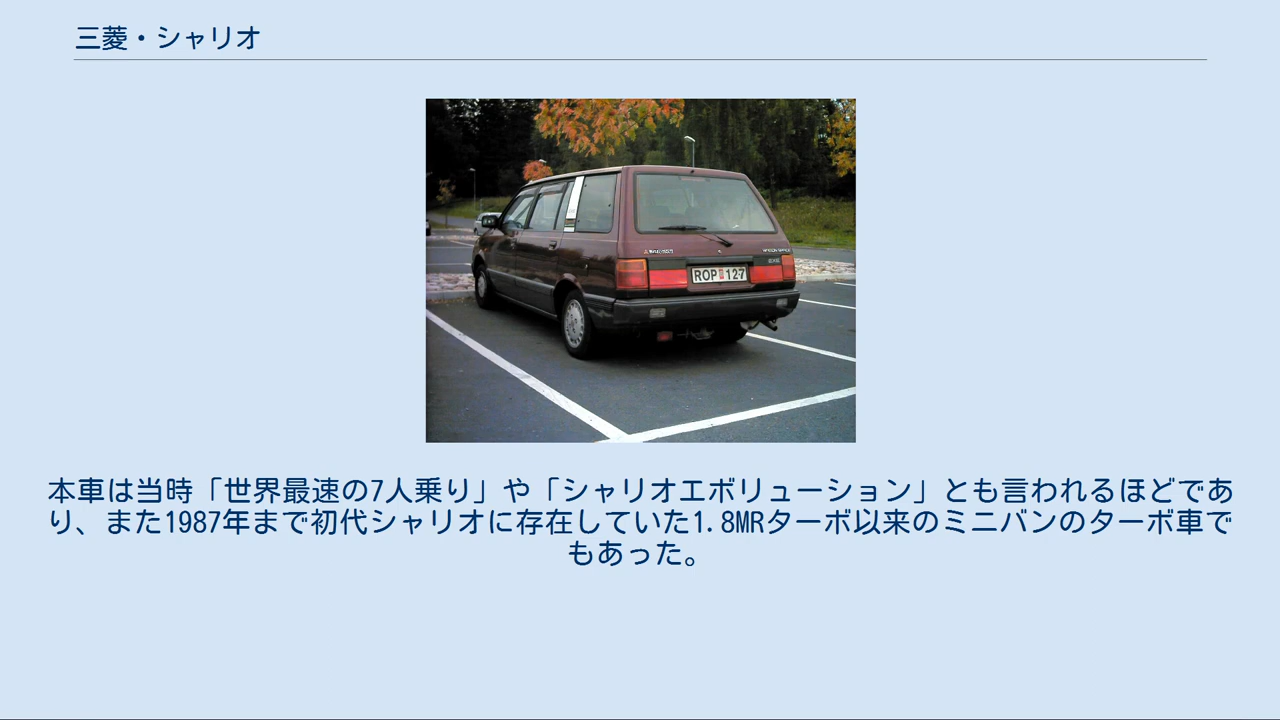 三菱・シャリオ
ROP 127
本車は当時「世界最速の7人乗り」や「シャリオエボリューション」とも言われるほどであ
り、また1987年まで初代シャリオに存在していた1.8MRターボ以来のミニバンのターボ車で
もあった。